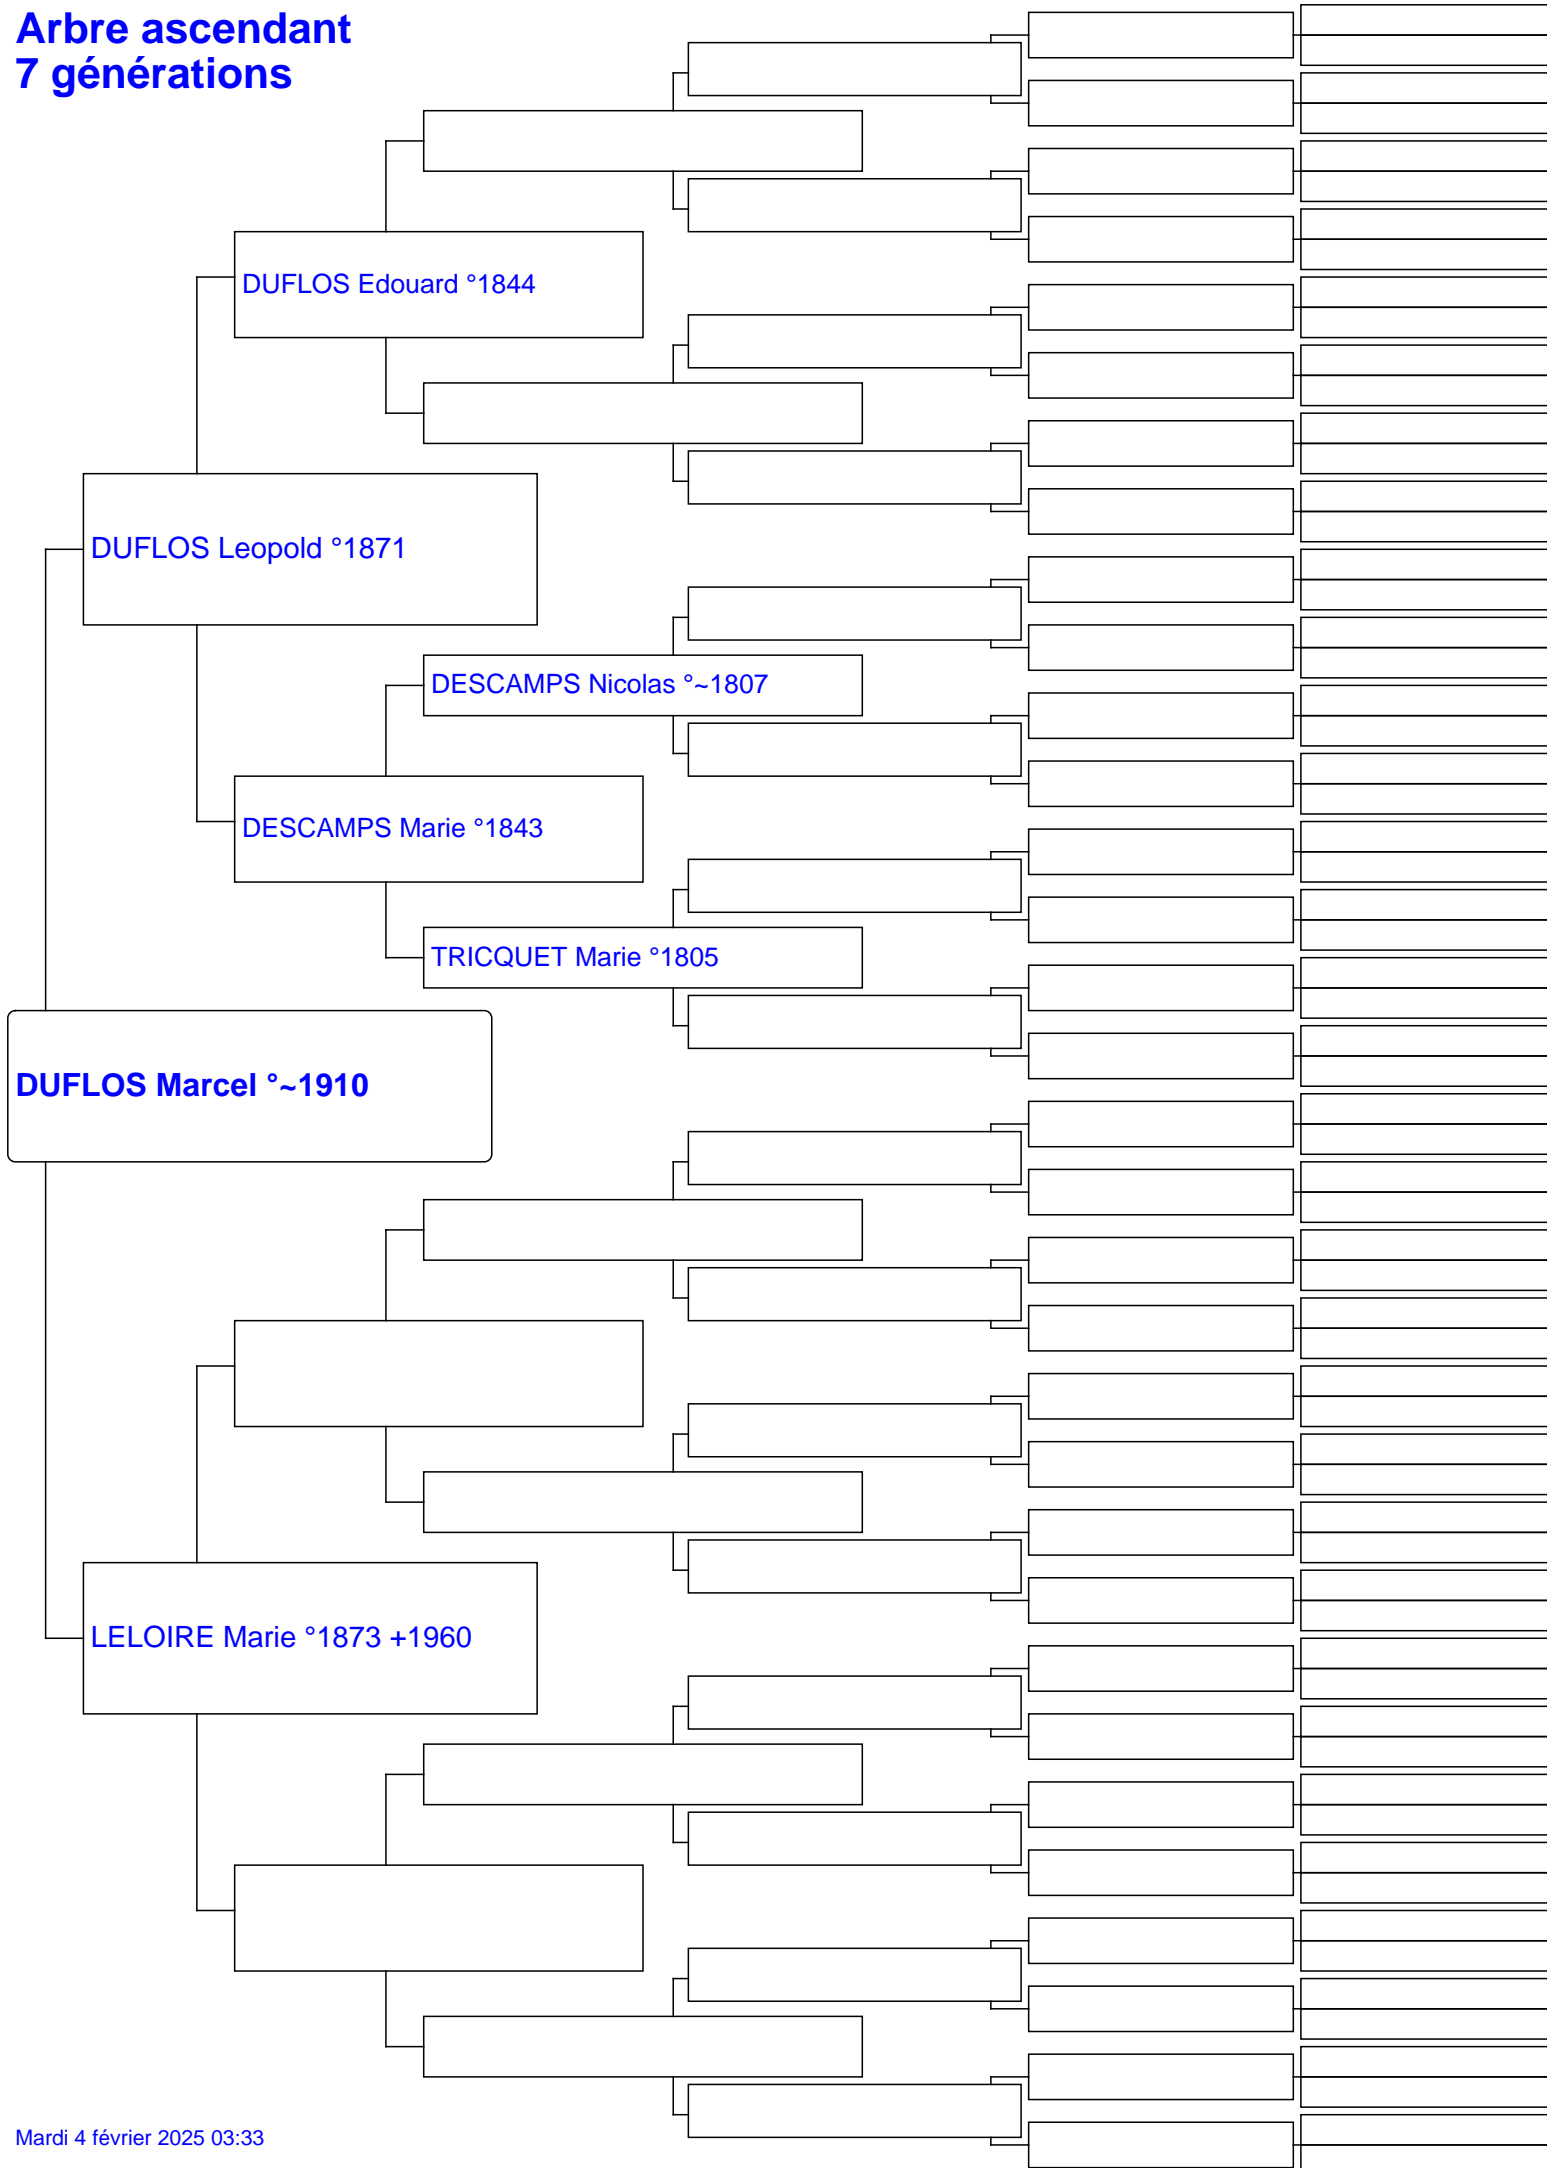 Arbre ascendant
7 générations
DUFLOS Edouard °1844
DUFLOS Leopold °1871
DESCAMPS Nicolas °~1807
DESCAMPS Marie °1843
TRICQUET Marie °1805
DUFLOS Marcel °~1910
LELOIRE Marie °1873 +1960
Mardi 4 février 2025 03:33